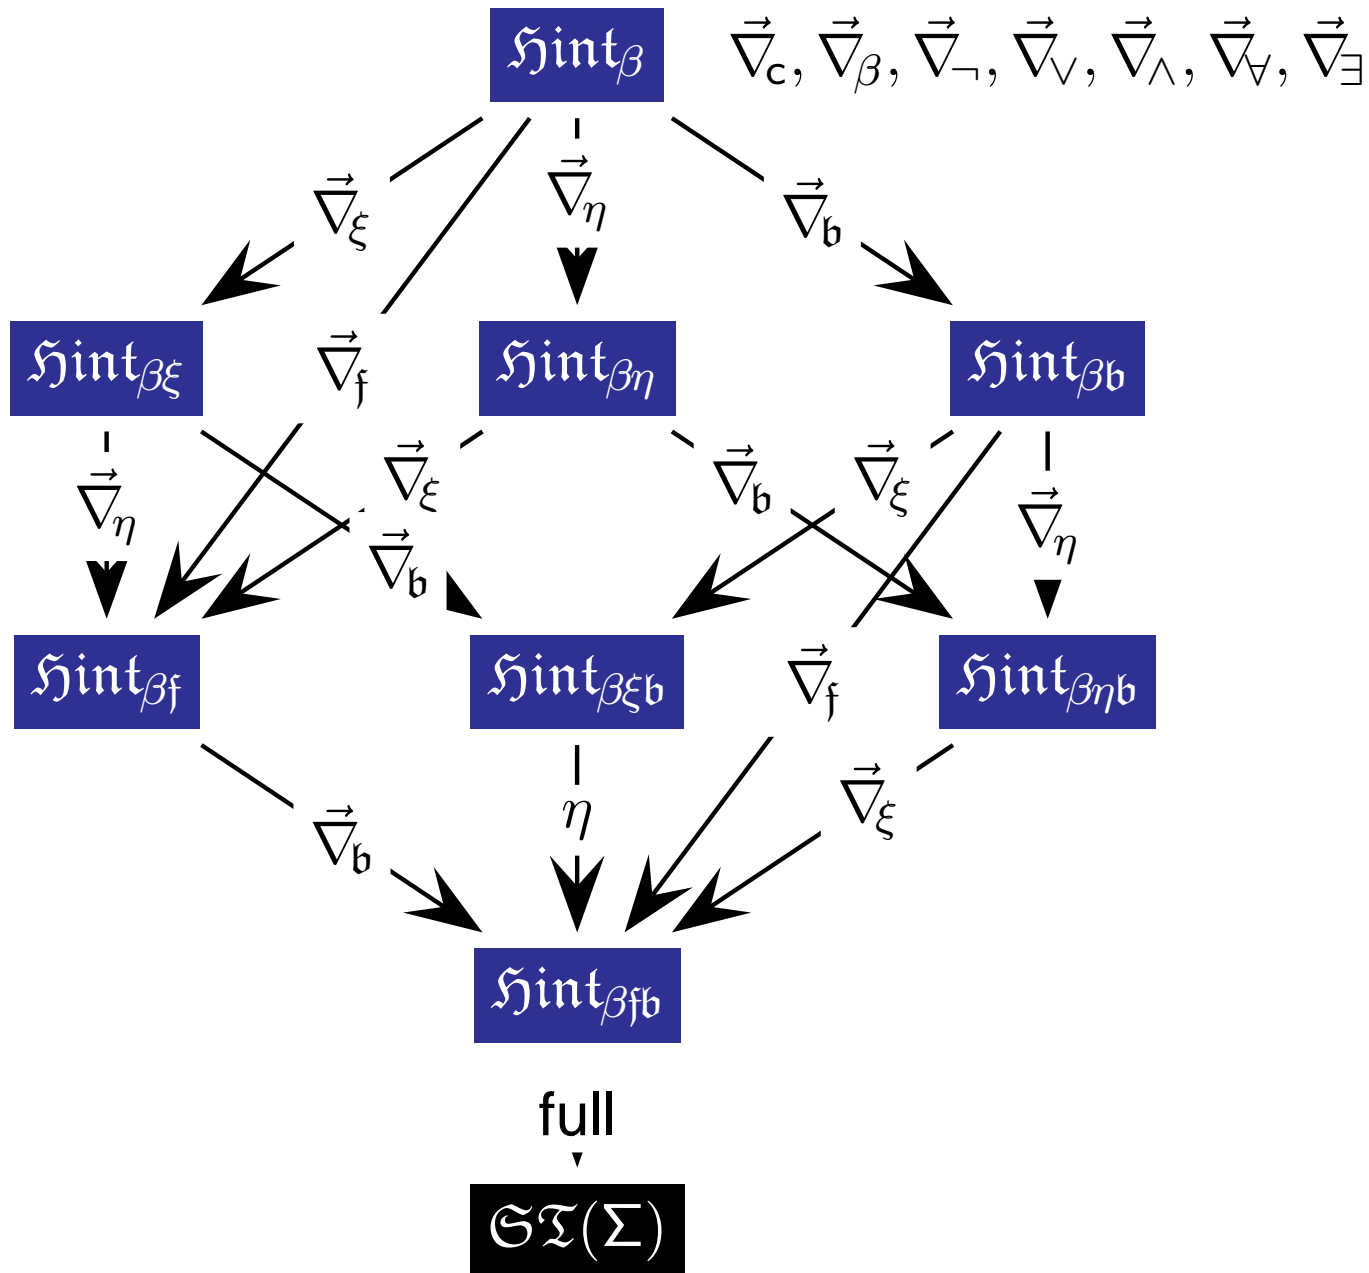 ℌint_β ∇⃗_c, ∇⃗_β, ∇⃗_¬, ∇⃗_∨, ∇⃗_∧, ∇⃗_∀, ∇⃗_∃
∇⃗_ξ ∇⃗_η ∇⃗_𝔟
∇⃗_𝔣
ℌint_βξ ℌint_βη ℌint_β𝔟
∇⃗_η ∇⃗_ξ ∇⃗_𝔟 ∇⃗_ξ ∇⃗_η
∇⃗_𝔟
ℌint_β𝔣 ℌint_βξ𝔟 ∇⃗_𝔣 ℌint_βη𝔟
∇⃗_𝔟 η ∇⃗_ξ
ℌint_β𝔣𝔟
full
𝔖𝔗(Σ)